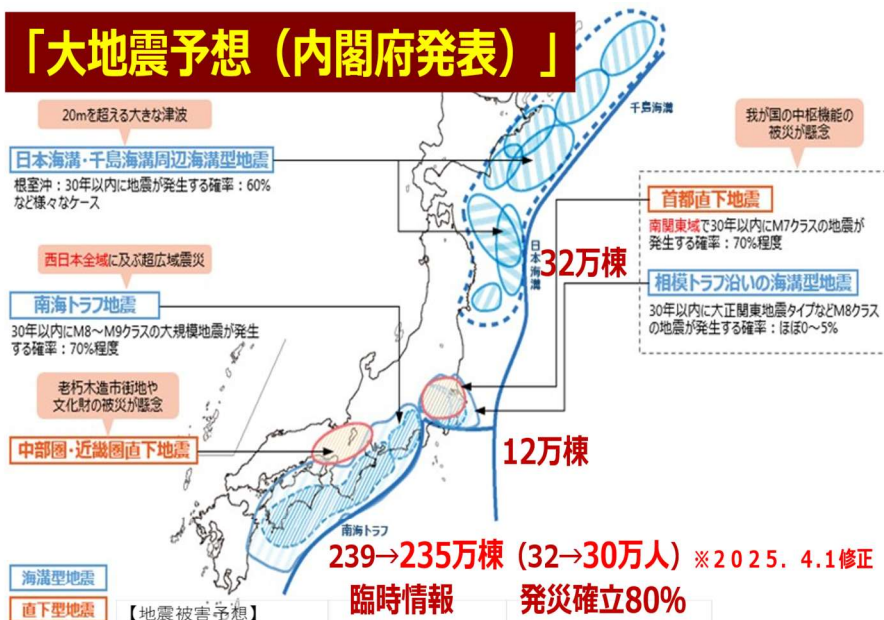 「大地震予想（内閣府発表）」
20mを超える大きな津波
日本海溝・千島海溝周辺海溝型地震
根室沖：30年以内に地震が発生する確率：60%
など様々なケース
西日本全域に及ぶ超広域震災
南海トラフ地震
30年以内にM8～M9クラスの大規模地震が発生
する確率：70%程度
老朽木造市街地や
文化財の被災が懸念
中部圏・近畿圏直下地震
千島海溝
日本海溝
32万棟
我が国の中枢機能の
被災が懸念
首都直下地震
南関東域で30年以内にM7クラスの地震が
発生する確率：70%程度
相模トラフ沿いの海溝型地震
30年以内に大正関東地震タイプなどM8クラス
の地震が発生する確率：ほぼ0～5%
12万棟
南海トラフ
239→235万棟 (32→30万人) ※2025. 4.1修正
臨時情報 発災確立80%
海溝型地震
直下型地震
【地震被害予想】